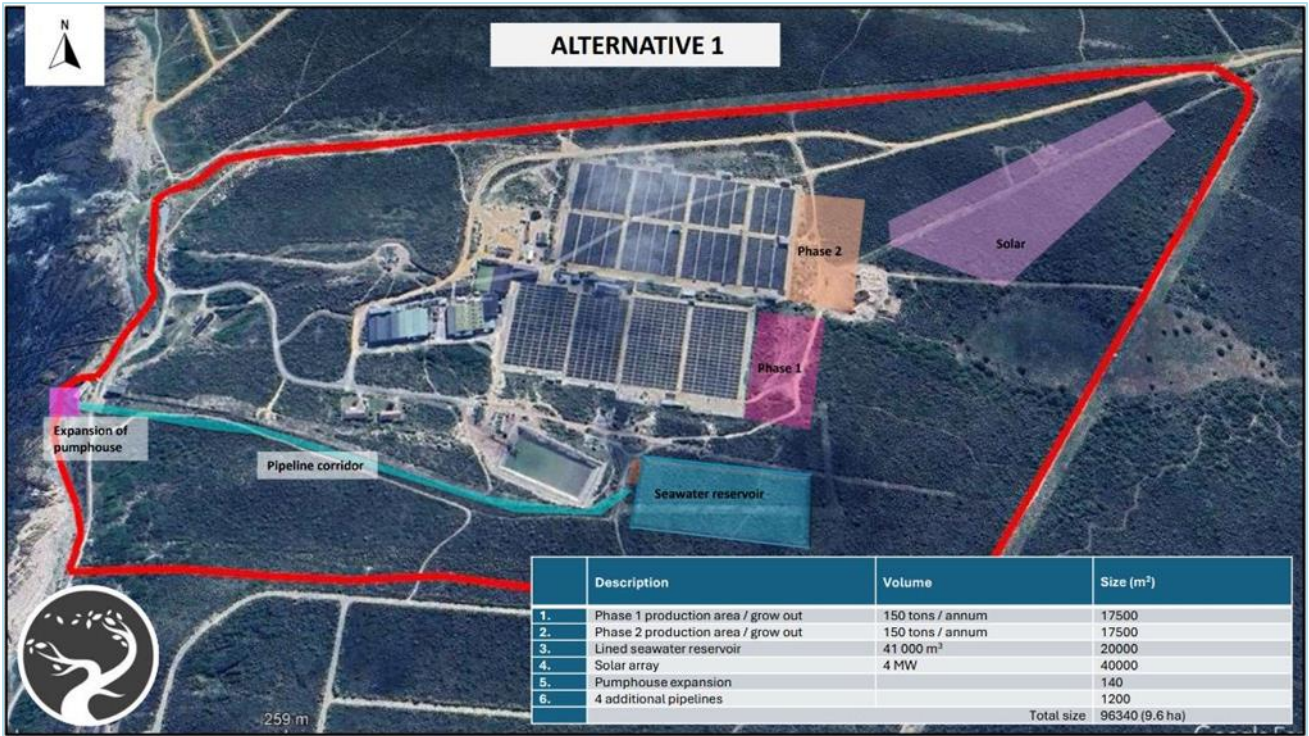 N
ALTERNATIVE 1
Phase 2
Solar
Phase 1
Expansion of
pumphouse
Pipeline corridor
Seawater reservoir
Description Volume Size (m²)
1. Phase 1 production area / grow out 150 tons / annum 17500
2. Phase 2 production area / grow out 150 tons / annum 17500
3. Lined seawater reservoir 41 000 m³ 20000
4. Solar array 4 MW 40000
5. Pumphouse expansion 140
6. 4 additional pipelines 1200
Total size 96340 (9.6 ha)
259 m